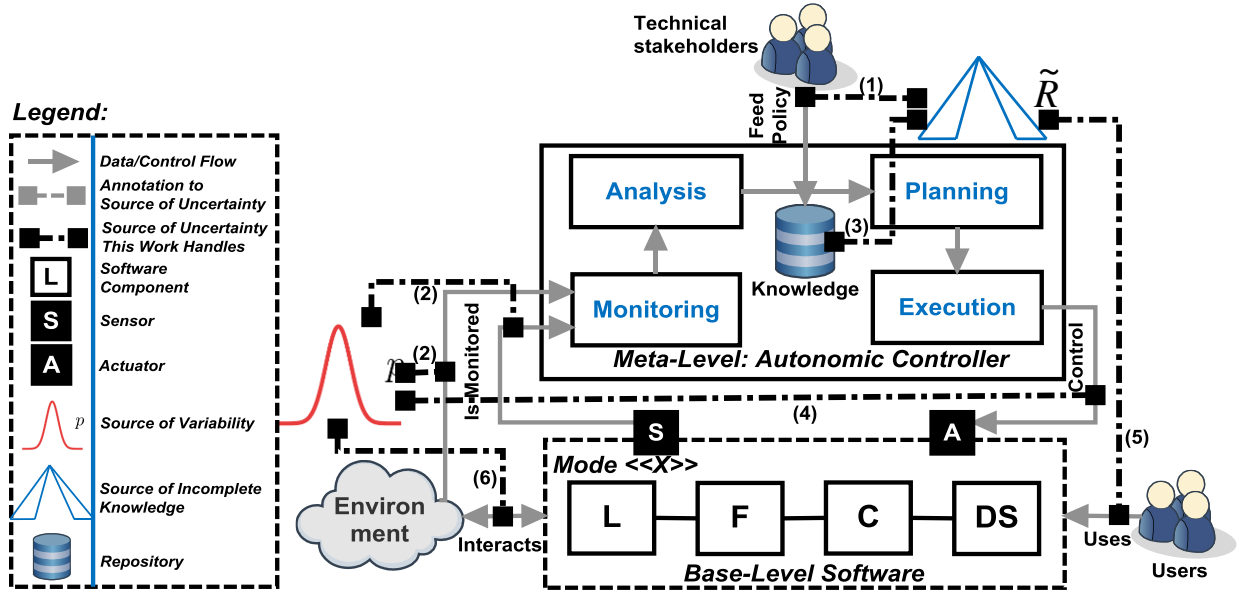 Technical
stakeholders
(1)
R̃
Feed
Policy
Legend:
Data/Control Flow
Annotation to
Source of Uncertainty
Source of Uncertainty
This Work Handles
L
Software
Component
S
Sensor
A
Actuator
p
Source of Variability
Source of Incomplete
Knowledge
Repository
Analysis
Planning
(3)
Knowledge
Monitoring
Execution
Meta-Level: Autonomic Controller
(2)
(2)
p
Is Monitored
Control
(4)
(5)
S
A
Mode <<X>>
(6)
Environ
ment
Interacts
L
F
C
DS
Base-Level Software
Uses
Users